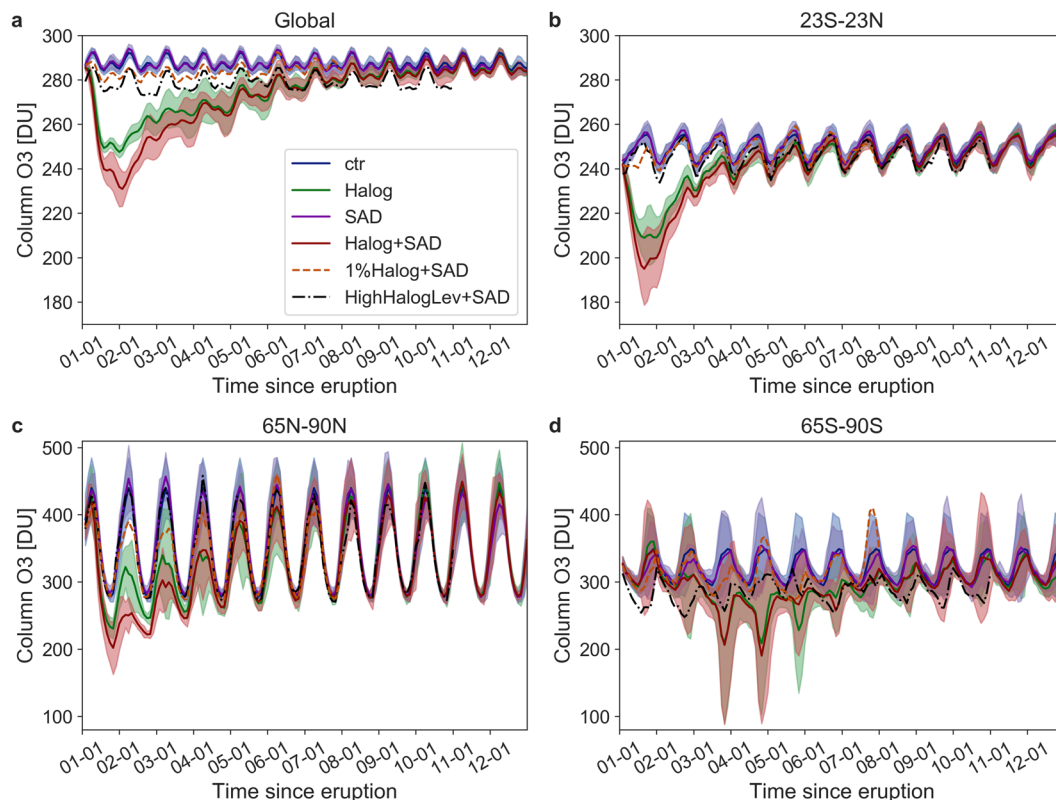 a Global
300
280
260
240
220
200
180
Column O3 [DU]
ctr
Halog
SAD
Halog+SAD
1%Halog+SAD
HighHalogLev+SAD
01-01 02-01 03-01 04-01 05-01 06-01 07-01 08-01 09-01 10-01 11-01 12-01
Time since eruption
b 23S-23N
300
280
260
240
220
200
180
Column O3 [DU]
01-01 02-01 03-01 04-01 05-01 06-01 07-01 08-01 09-01 10-01 11-01 12-01
Time since eruption
c 65N-90N
500
400
300
200
100
Column O3 [DU]
01-01 02-01 03-01 04-01 05-01 06-01 07-01 08-01 09-01 10-01 11-01 12-01
Time since eruption
d 65S-90S
500
400
300
200
100
Column O3 [DU]
01-01 02-01 03-01 04-01 05-01 06-01 07-01 08-01 09-01 10-01 11-01 12-01
Time since eruption